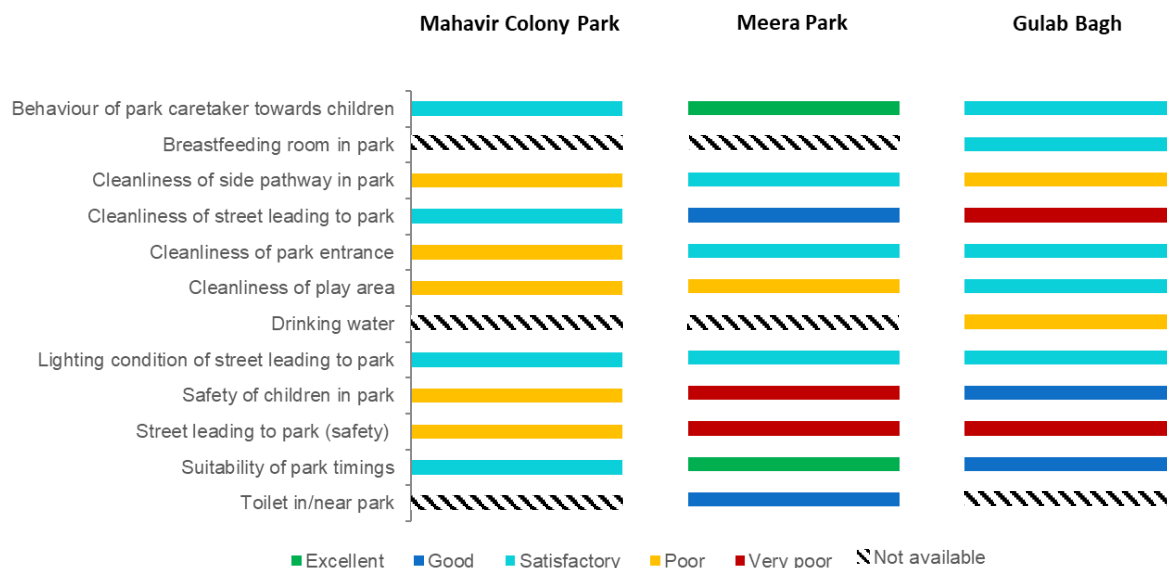 Mahavir Colony Park Meera Park Gulab Bagh
Behaviour of park caretaker towards children
Breastfeeding room in park
Cleanliness of side pathway in park
Cleanliness of street leading to park
Cleanliness of park entrance
Cleanliness of play area
Drinking water
Lighting condition of street leading to park
Safety of children in park
Street leading to park (safety)
Suitability of park timings
Toilet in/near park
Excellent Good Satisfactory Poor Very poor Not available